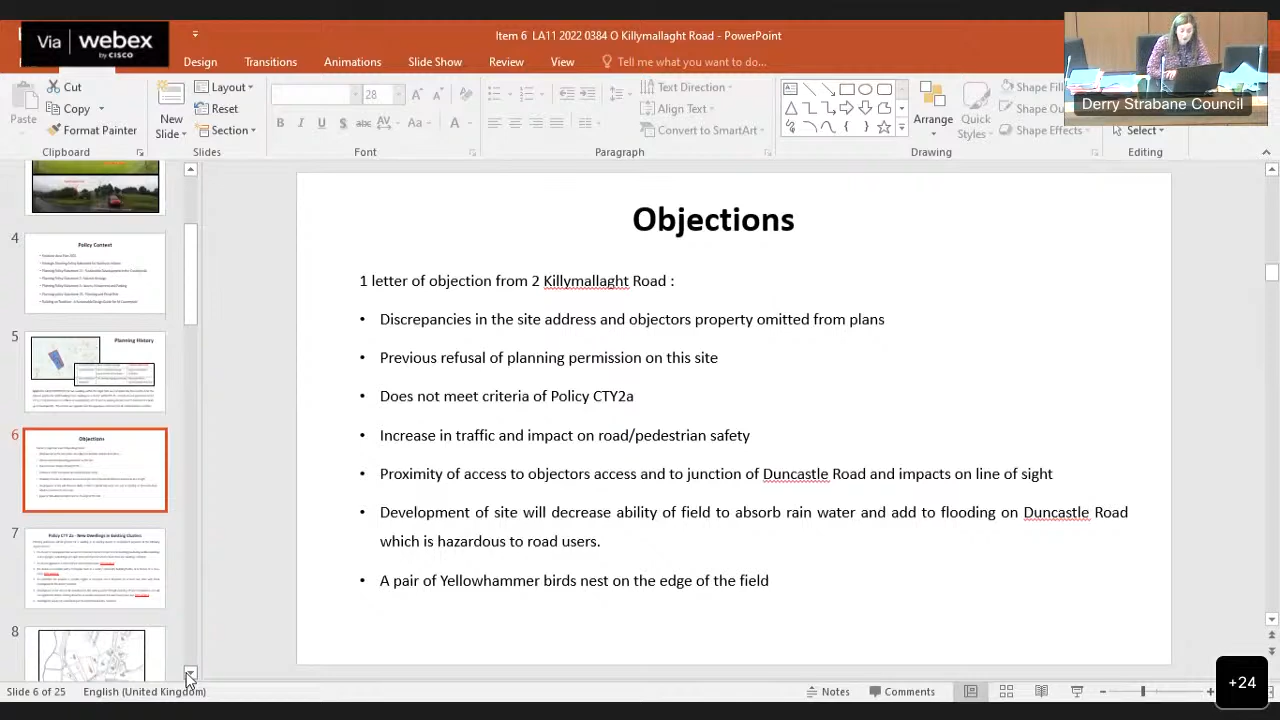 Via webex
by CISCO
Item 6 LA11 2022 0384 O Killymallaght Road - PowerPoint
Design Transitions Animations Slide Show Review View Tell me what you want to do...
Derry Strabane Council
Paste
Cut
Copy
Format Painter
Clipboard
New Slide
Layout
Reset
Section
Slides
Font
Text Direction
Align Text
Convert to SmartArt
Paragraph
Arrange
Quick Styles
Shape Fill
Shape Effects
Drawing
Select
Editing
4
Policy Context
5
Planning History
6
Objections
7
Policy CTY 2a - New Dwellings in Existing Clusters
8
Objections
1 letter of objection from 2 Killymallaght Road :
• Discrepancies in the site address and objectors property omitted from plans
• Previous refusal of planning permission on this site
• Does not meet criteria of Policy CTY2a
• Increase in traffic and impact on road/pedestrian safety
• Proximity of access to objectors access and to junction Duncastle Road and impacts on line of sight
• Development of site will decrease ability of field to absorb rain water and add to flooding on Duncastle Road
which is hazardous to road users.
• A pair of Yellowhammer birds nest on the edge of the field
Slide 6 of 25 English (United Kingdom)
Notes Comments
+24